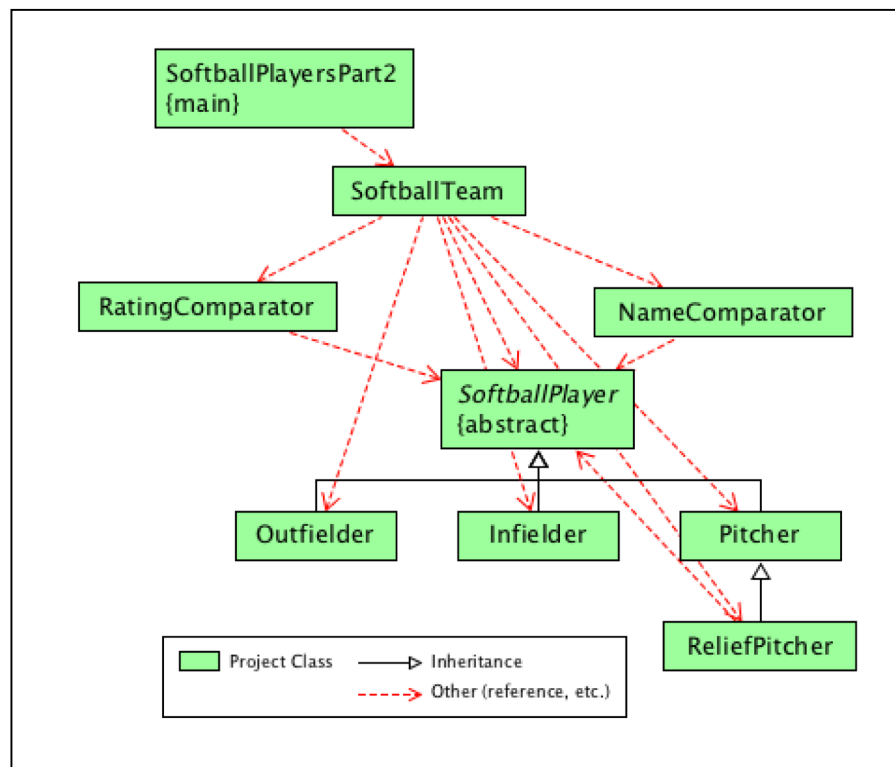 SoftballPlayersPart2
{main}
SoftballTeam
RatingComparator
NameComparator
SoftballPlayer
{abstract}
Outfielder
Infielder
Pitcher
ReliefPitcher
Project Class
Inheritance
Other (reference, etc.)